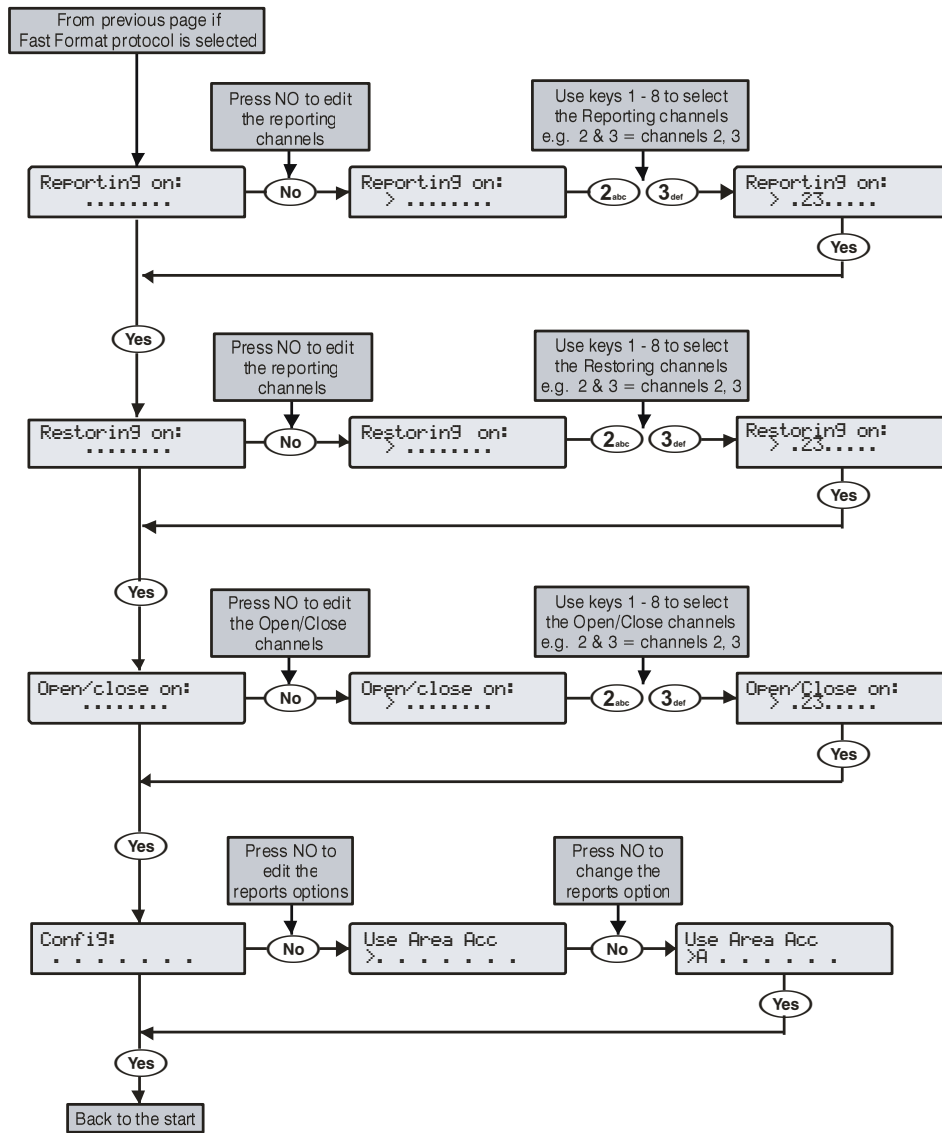 From previous page if
Fast Format protocol is selected
Press NO to edit
the reporting
channels
Use keys 1 - 8 to select
the Reporting channels
e.g. 2 & 3 = channels 2, 3
Reporting on:
........
No
Reporting on:
> ........
2abc
3def
Reporting on:
> .23.....
Yes
Yes
Press NO to edit
the reporting
channels
Use keys 1 - 8 to select
the Restoring channels
e.g. 2 & 3 = channels 2, 3
Restoring on:
........
No
Restoring on:
> ........
2abc
3def
Restoring on:
> .23.....
Yes
Yes
Press NO to edit
the Open/Close
channels
Use keys 1 - 8 to select
the Open/Close channels
e.g. 2 & 3 = channels 2, 3
Open/close on:
........
No
Open/close on:
> ........
2abc
3def
Open/Close on:
> .23.....
Yes
Yes
Press NO to
edit the
reports options
Press NO to
change the
reports option
Config:
. . . . . . .
No
Use Area Acc
>. . . . . . .
No
Use Area Acc
>A . . . . . .
Yes
Yes
Back to the start